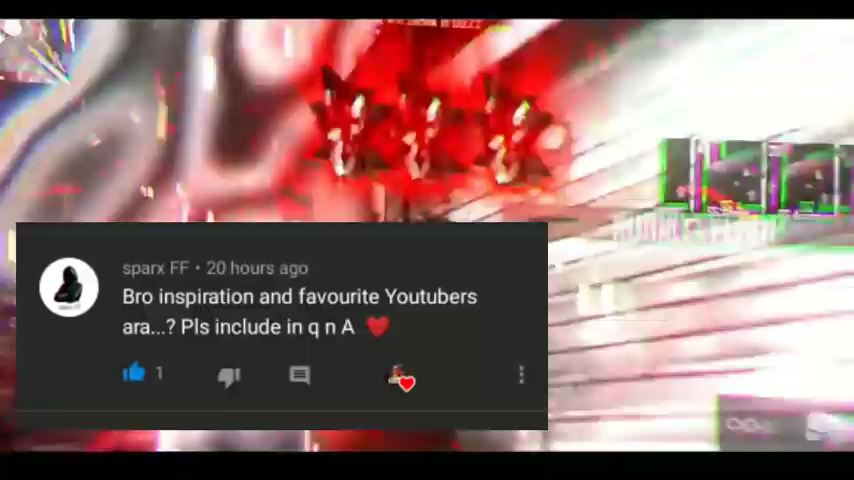 sparx FF • 20 hours ago
Bro inspiration and favourite Youtubers
ara...? Pls include in q n A ❤️
1